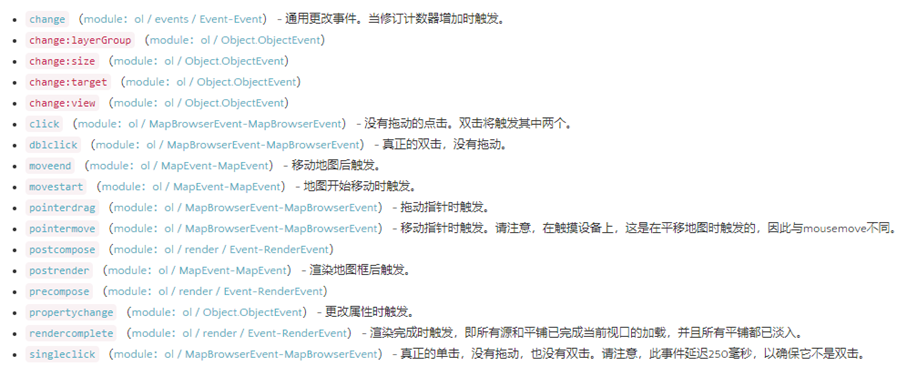 change （module：ol / events / Event-Event） - 通用更改事件。当修订计数器增加时触发。
change:layerGroup （module：ol / Object.ObjectEvent）
change:size （module：ol / Object.ObjectEvent）
change:target （module：ol / Object.ObjectEvent）
change:view （module：ol / Object.ObjectEvent）
click （module：ol / MapBrowserEvent-MapBrowserEvent） - 没有拖动的点击。双击将触发其中两个。
dblclick （module：ol / MapBrowserEvent-MapBrowserEvent） - 真正的双击，没有拖动。
moveend （module：ol / MapEvent-MapEvent） - 移动地图后触发。
movestart （module：ol / MapEvent-MapEvent） - 地图开始移动时触发。
pointerdrag （module：ol / MapBrowserEvent-MapBrowserEvent） - 拖动指针时触发。
pointermove （module：ol / MapBrowserEvent-MapBrowserEvent） - 移动指针时触发。请注意，在触摸设备上，这是在平移地图时触发的，因此与mousemove不同。
postcompose （module：ol / render / Event-RenderEvent）
postrender （module：ol / MapEvent-MapEvent） - 渲染地图框后触发。
precompose （module：ol / render / Event-RenderEvent）
propertychange （module：ol / Object.ObjectEvent） - 更改属性时触发。
rendercomplete （module：ol / render / Event-RenderEvent） - 渲染完成时触发，即所有源和平铺已完成当前视口的加载，并且所有平铺都已淡入。
singleclick （module：ol / MapBrowserEvent-MapBrowserEvent） - 真正的单击，没有拖动，也没有双击。请注意，此事件延迟250毫秒，以确保它不是双击。